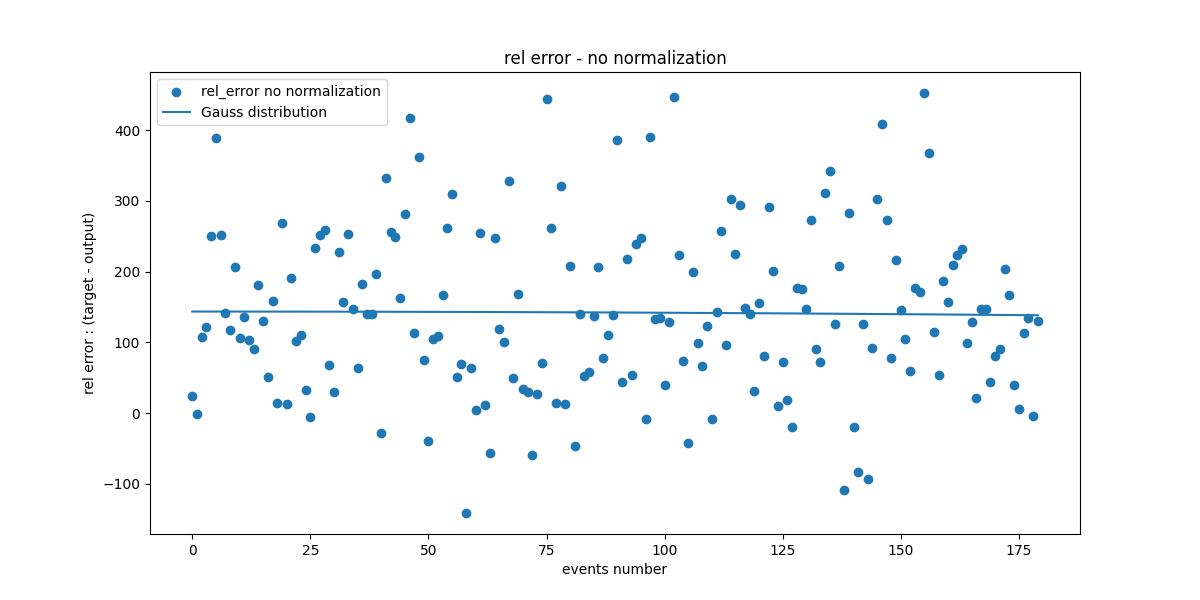 rel error - no normalization
rel_error no normalization
Gauss distribution
rel error : (target - output)
400
300
200
100
0
−100
0 25 50 75 100 125 150 175
events number